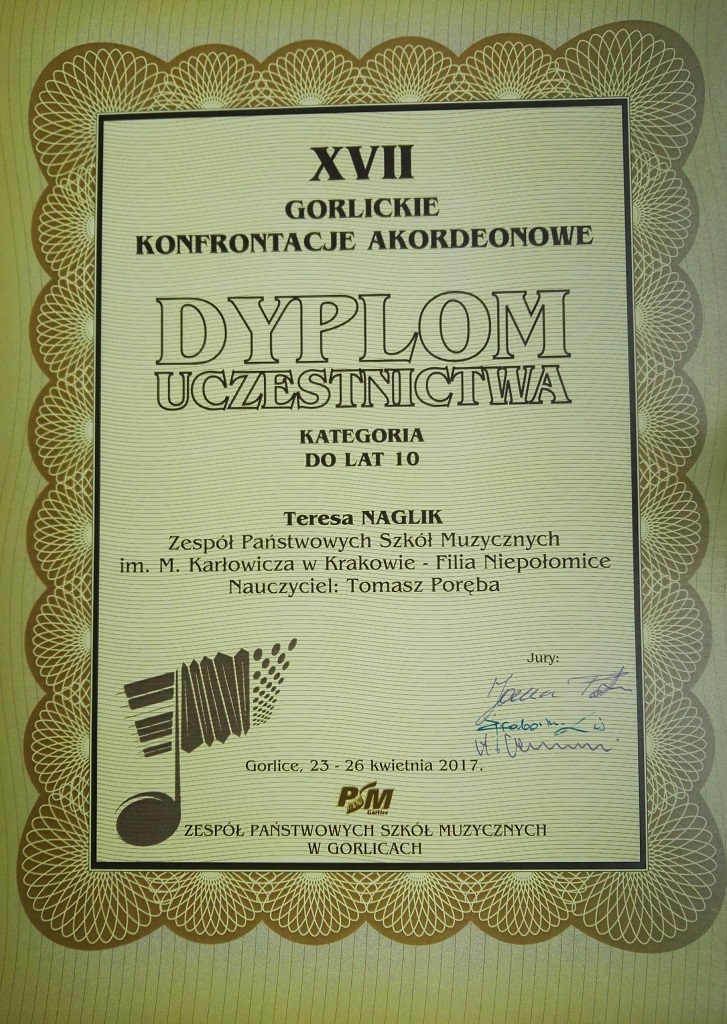 XVII
GORLICKIE
KONFRONTACJE AKORDEONOWE
DYPLOM
UCZESTNICTWA
KATEGORIA
DO LAT 10
Teresa NAGLIK
Zespół Państwowych Szkół Muzycznych
im. M. Karłowicza w Krakowie - Filia Niepołomice
Nauczyciel: Tomasz Poręba
Jury:
Gorlice, 23 - 26 kwietnia 2017.
PSM
Gorlice
ZESPÓŁ PAŃSTWOWYCH SZKÓŁ MUZYCZNYCH
W GORLICACH